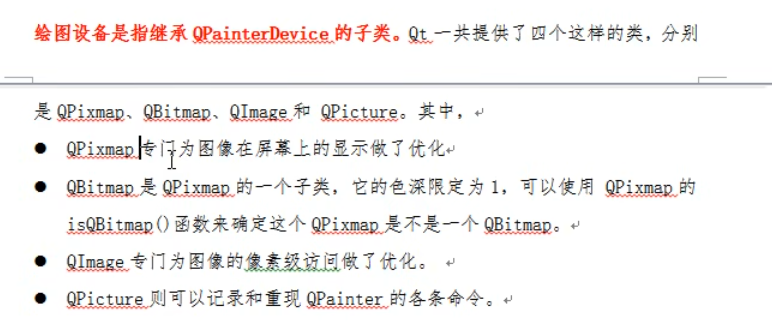 绘图设备是指继承 QPainterDevice 的子类。Qt 一共提供了四个这样的类，分别
是 QPixmap、QBitmap、QImage 和 QPicture。其中，
● QPixmap 专门为图像在屏幕上的显示做了优化
● QBitmap 是 QPixmap 的一个子类，它的色深限定为1，可以使用 QPixmap 的
isQBitmap()函数来确定这个 QPixmap 是不是一个 QBitmap。
● QImage 专门为图像的像素级访问做了优化。
● QPicture 则可以记录和重现 QPainter 的各条命令。